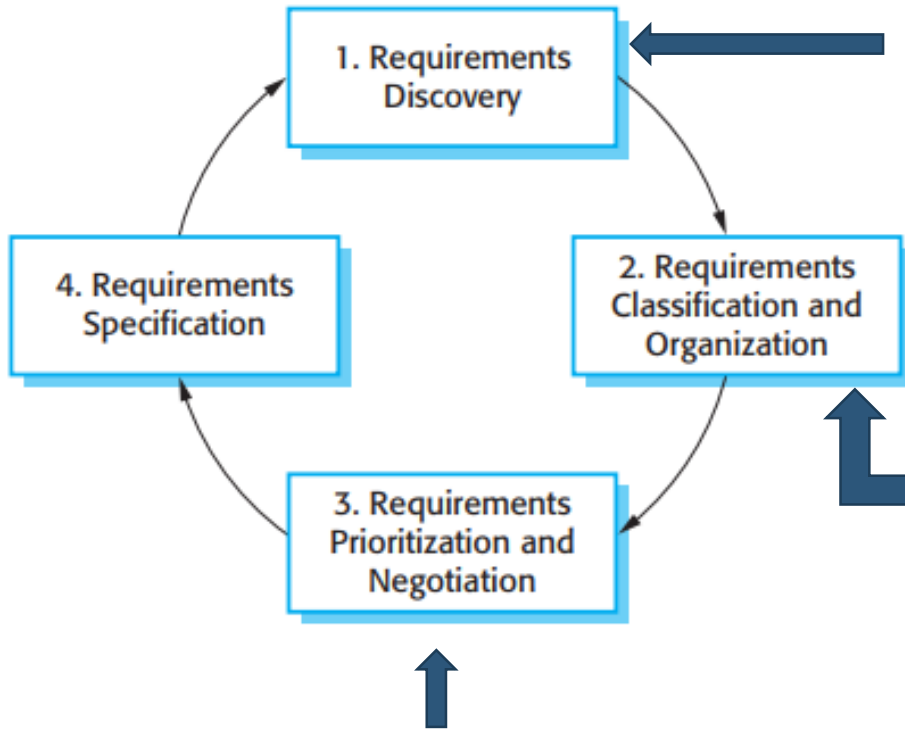 1. Requirements
Discovery
2. Requirements
Classification and
Organization
3. Requirements
Prioritization and
Negotiation
4. Requirements
Specification